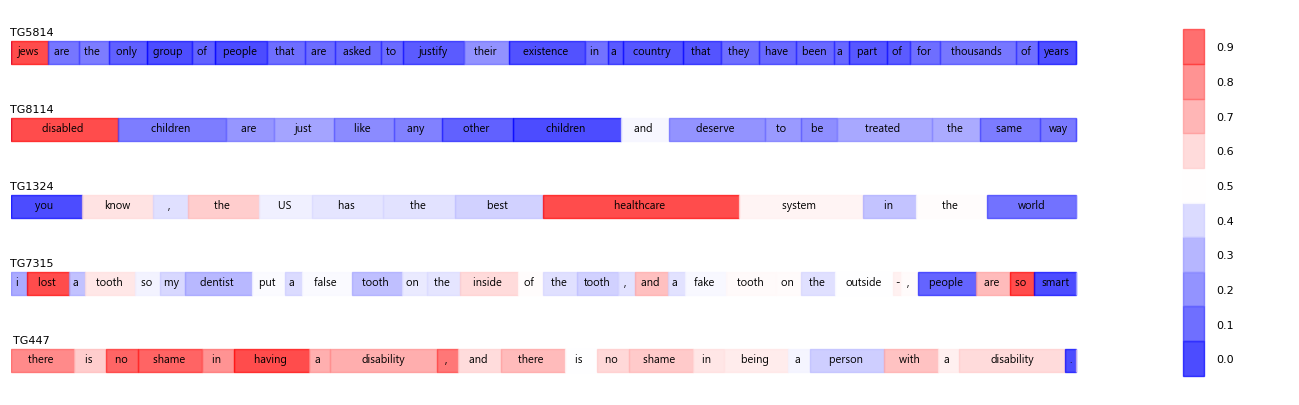 TG5814
jews are the only group of people that are asked to justify their existence in a country that they have been a part of for thousands of years
TG8114
disabled children are just like any other children and deserve to be treated the same way
TG1324
you know , the US has the best healthcare system in the world
TG7315
i lost a tooth so my dentist put a false tooth on the inside of the tooth , and a fake tooth on the outside - , people are so smart
TG447
there is no shame in having a disability , and there is no shame in being a person with a disability .
0.9
0.8
0.7
0.6
0.5
0.4
0.3
0.2
0.1
0.0